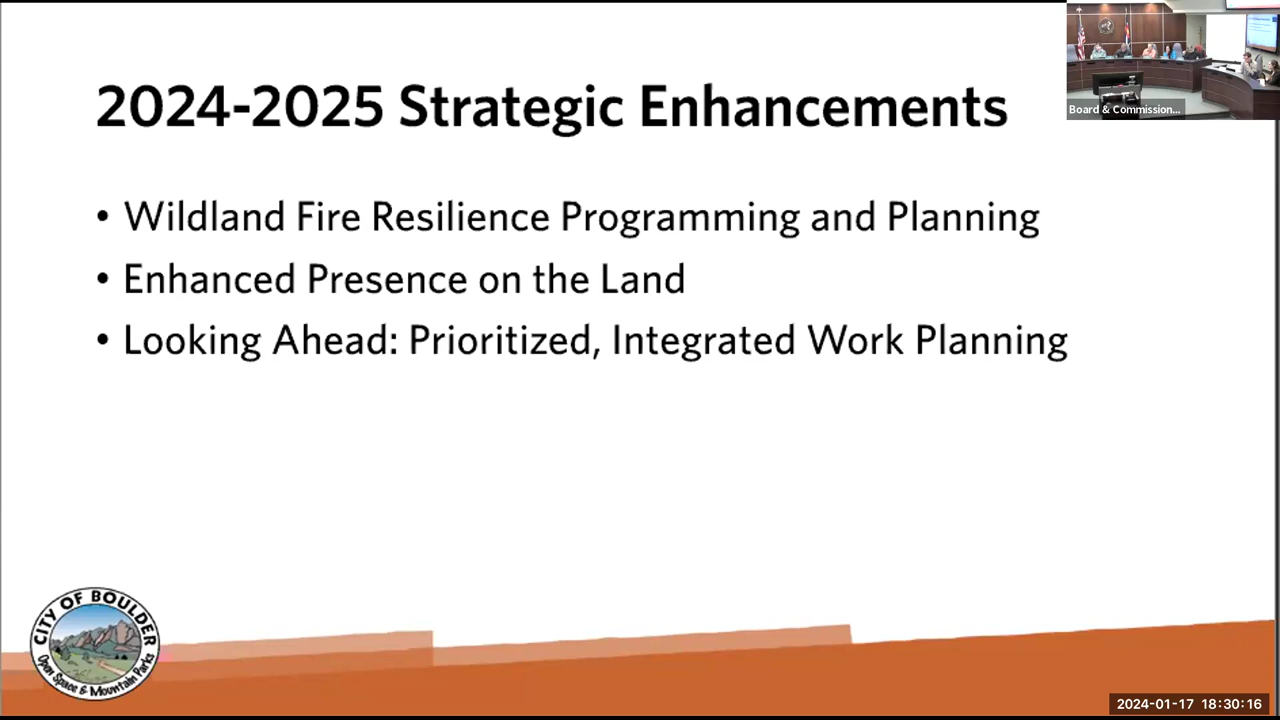 2024-2025 Strategic Enhancements
Board & Commission...
• Wildland Fire Resilience Programming and Planning
• Enhanced Presence on the Land
• Looking Ahead: Prioritized, Integrated Work Planning
CITY OF BOULDER
Open Space & Mountain Parks
2024-01-17 18:30:16